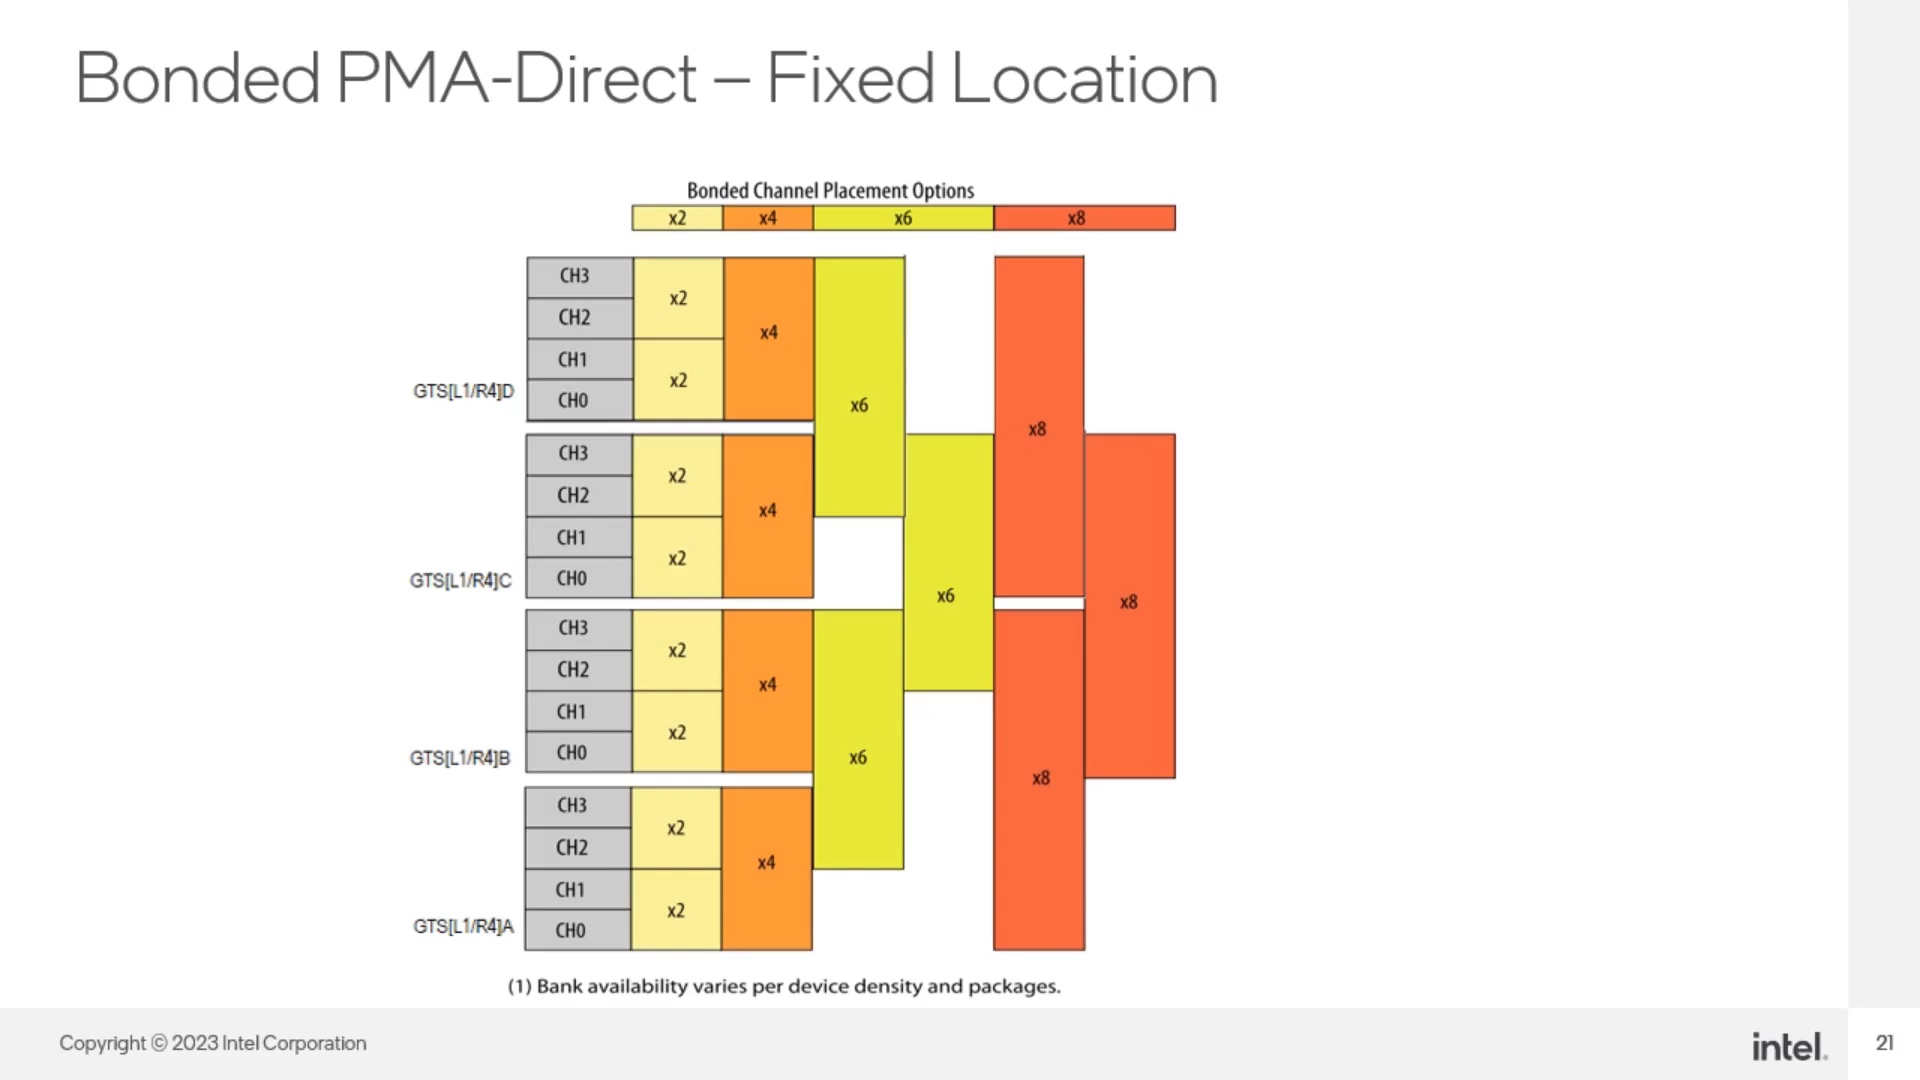 Bonded PMA-Direct – Fixed Location
Bonded Channel Placement Options
x2 x4 x6 x8
CH3
CH2
CH1
CH0
GTS[L1/R4]D
x2
x2
x4
x6
x8
CH3
CH2
CH1
CH0
GTS[L1/R4]C
x2
x2
x4
x6
x8
CH3
CH2
CH1
CH0
GTS[L1/R4]B
x2
x2
x4
x6
x8
CH3
CH2
CH1
CH0
GTS[L1/R4]A
x2
x2
x4
(1) Bank availability varies per device density and packages.
Copyright © 2023 Intel Corporation
intel.
21